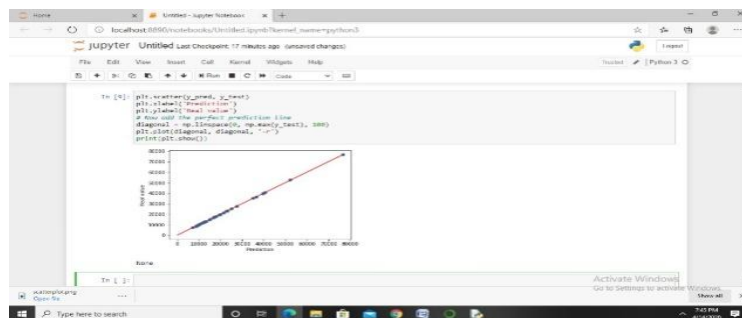 Home
Untitled - Jupyter Notebook
localhost:8890/notebooks/Untitled.ipynb?kernel_name=python3
jupyter Untitled Last Checkpoint: 17 minutes ago (unsaved changes)
Logout
File Edit View Insert Cell Kernel Widgets Help
Trusted Python 3
Run Code
In [9]: plt.scatter(y_pred, y_test)
plt.xlabel('Prediction')
plt.ylabel('Real value')
# Now add the perfect prediction line
diagonal = np.linspace(0, np.max(y_test), 100)
plt.plot(diagonal, diagonal, '-r')
print(plt.show())
80000
70000
60000
50000
40000
30000
20000
10000
0
Real value
0 10000 20000 30000 40000 50000 60000 70000 80000
Prediction
None
In [ ]:
Activate Windows
Go to Settings to activate Windows.
scatterplot.png
Open file
Show all
Type here to search
7:43 PM